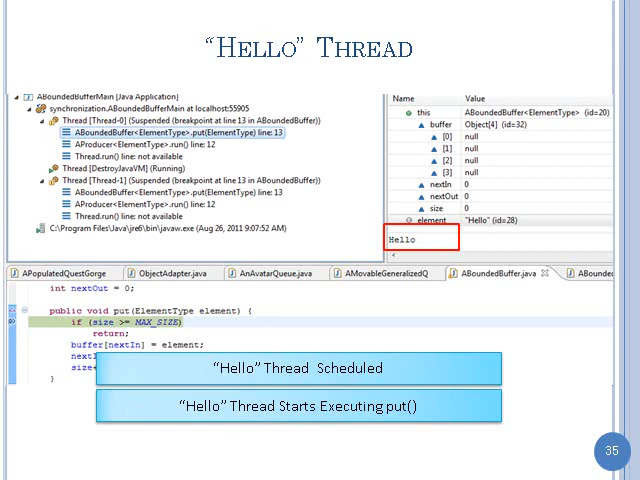 “HELLO” THREAD
ABoundedBufferMain [Java Application]
synchronization.ABoundedBufferMain at localhost:55905
Thread [Thread-0] (Suspended (breakpoint at line 13 in ABoundedBuffer))
ABoundedBuffer<ElementType>.put(ElementType) line: 13
AProducer<ElementType>.run() line: 12
Thread.run() line: not available
Thread [DestroyJavaVM] (Running)
Thread [Thread-1] (Suspended (breakpoint at line 13 in ABoundedBuffer))
ABoundedBuffer<ElementType>.put(ElementType) line: 13
AProducer<ElementType>.run() line: 12
Thread.run() line: not available
C:\Program Files\Java\jre6\bin\javaw.exe (Aug 26, 2011 9:07:52 AM)
Name Value
this ABoundedBuffer<ElementType> (id=20)
buffer Object[4] (id=32)
[0] null
[1] null
[2] null
[3] null
nextIn 0
nextOut 0
size 0
element "Hello" (id=28)
Hello
APopulatedQuestGorge ObjectAdapter.java AnAvatarQueue.java AMovableGeneralizedQ ABoundedBuffer.java ABounded
int nextOut = 0;
public void put(ElementType element) {
if (size >= MAX_SIZE)
return;
buffer[nextIn] = element;
nextI
size+
}
“Hello” Thread Scheduled
“Hello” Thread Starts Executing put()
35